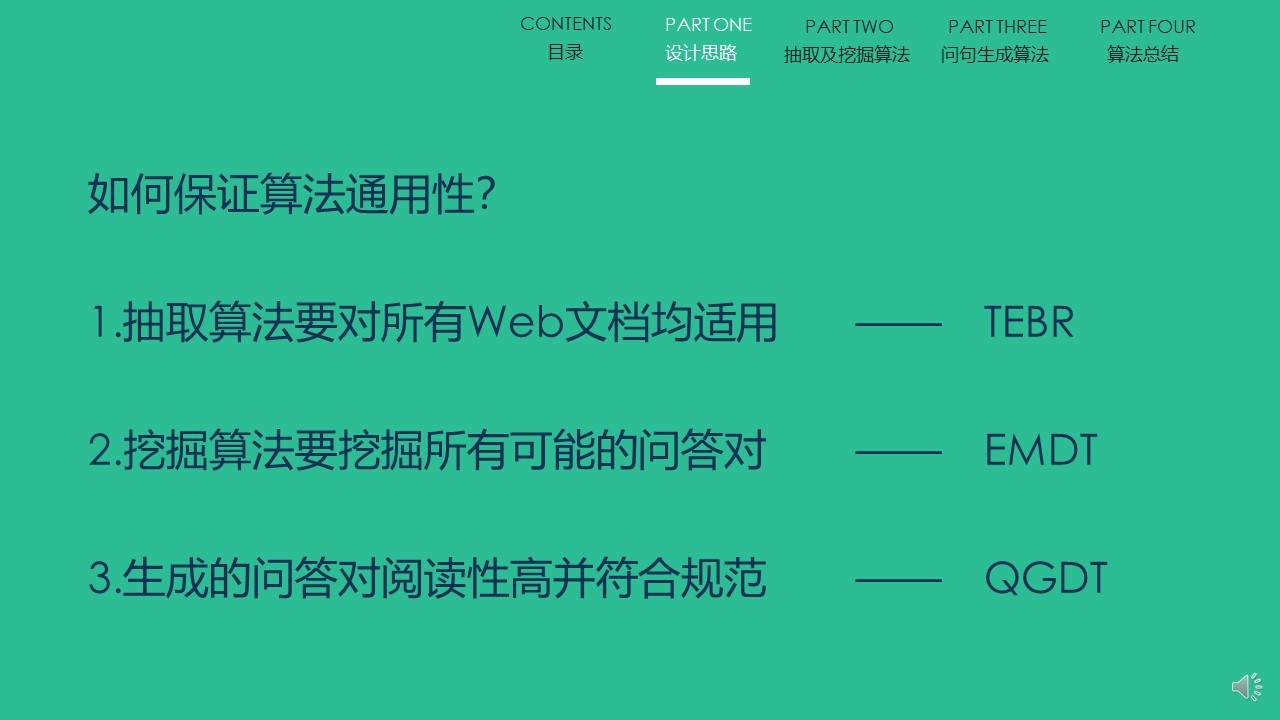 CONTENTS
目录
PART ONE
设计思路
PART TWO
抽取及挖掘算法
PART THREE
问句生成算法
PART FOUR
算法总结
如何保证算法通用性?
1.抽取算法要对所有Web文档均适用 —— TEBR
2.挖掘算法要挖掘所有可能的问答对 —— EMDT
3.生成的问答对阅读性高并符合规范 —— QGDT